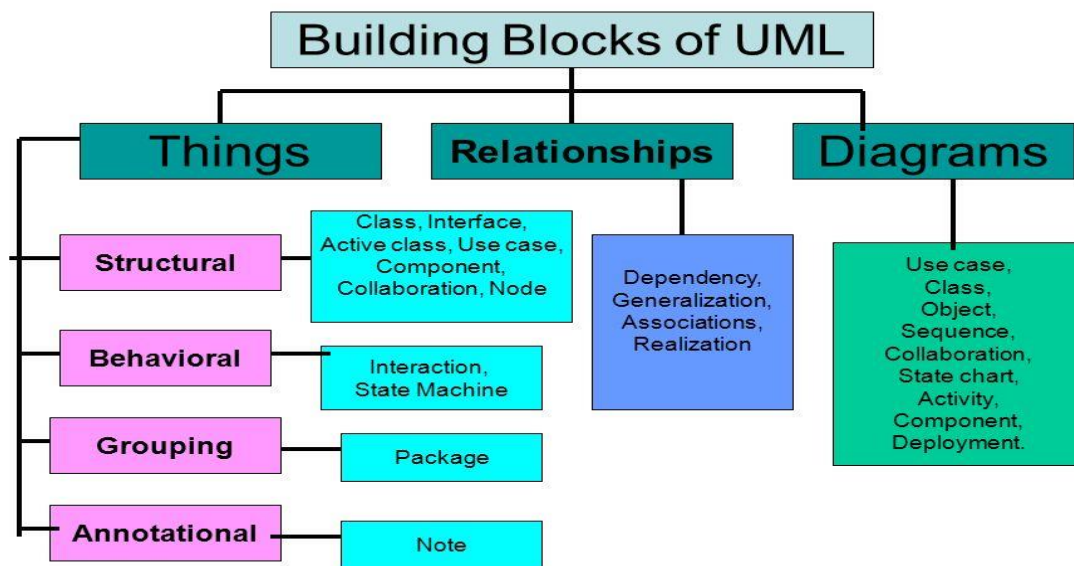 Building Blocks of UML
Things
Relationships
Diagrams
Structural
Class, Interface,
Active class, Use case,
Component,
Collaboration, Node
Behavioral
Interaction,
State Machine
Grouping
Package
Annotational
Note
Dependency,
Generalization,
Associations,
Realization
Use case,
Class,
Object,
Sequence,
Collaboration,
State chart,
Activity,
Component,
Deployment.